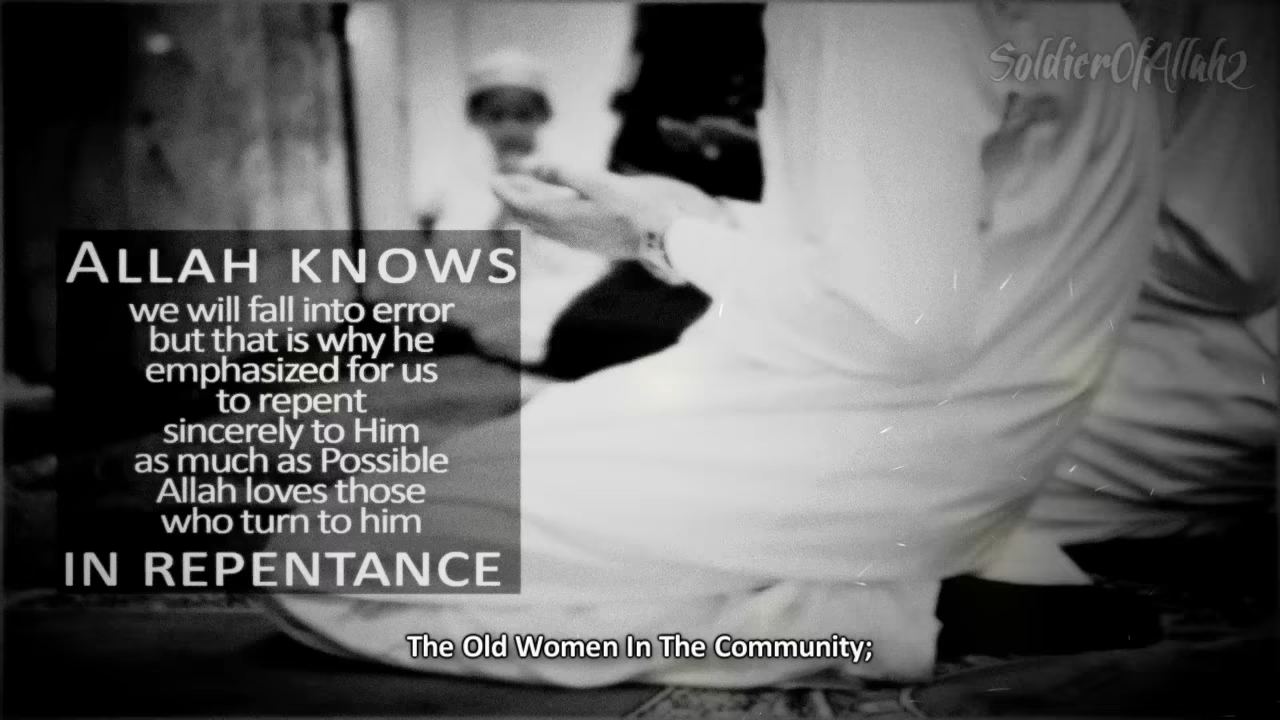 SoldierOfAllah2
ALLAH KNOWS
we will fall into error
but that is why he
emphasized for us
to repent
sincerely to Him
as much as Possible
Allah loves those
who turn to him
IN REPENTANCE
The Old Women In The Community;